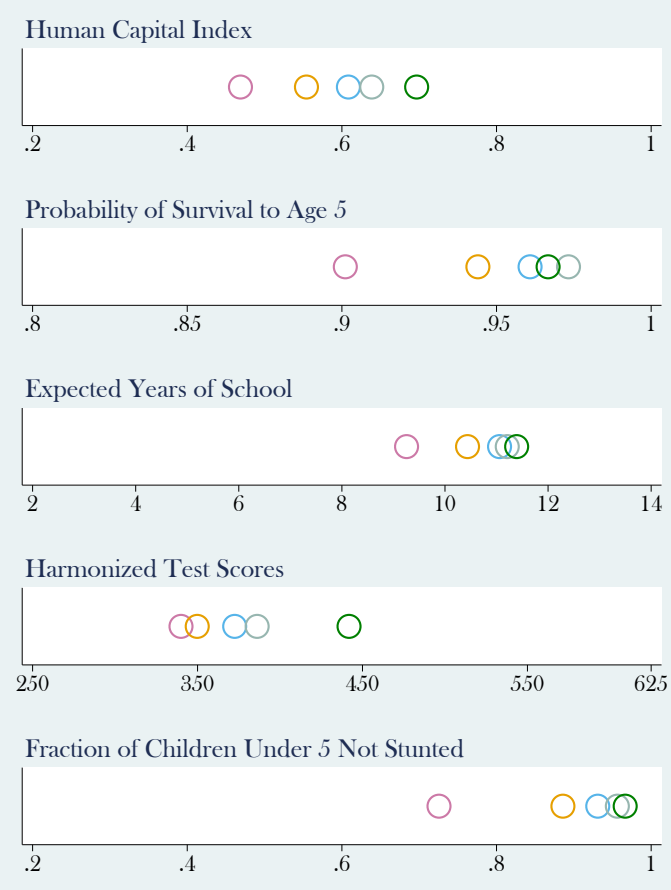 Human Capital Index
.2 .4 .6 .8 1
Probability of Survival to Age 5
.8 .85 .9 .95 1
Expected Years of School
2 4 6 8 10 12 14
Harmonized Test Scores
250 350 450 550 625
Fraction of Children Under 5 Not Stunted
.2 .4 .6 .8 1